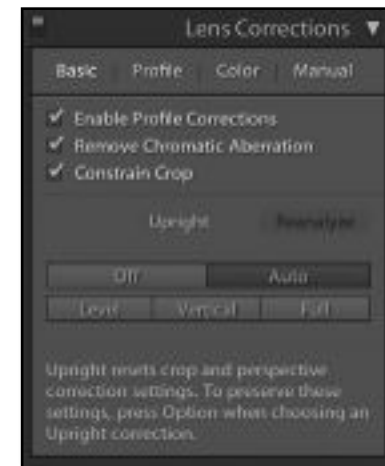 Lens Corrections
Basic Profile Color Manual
Enable Profile Corrections
Remove Chromatic Aberration
Constrain Crop
Upright Reanalyze
Off Auto
Level Vertical Full
Upright resets crop and perspective
correction settings. To preserve these
settings, press Option when choosing an
Upright correction.